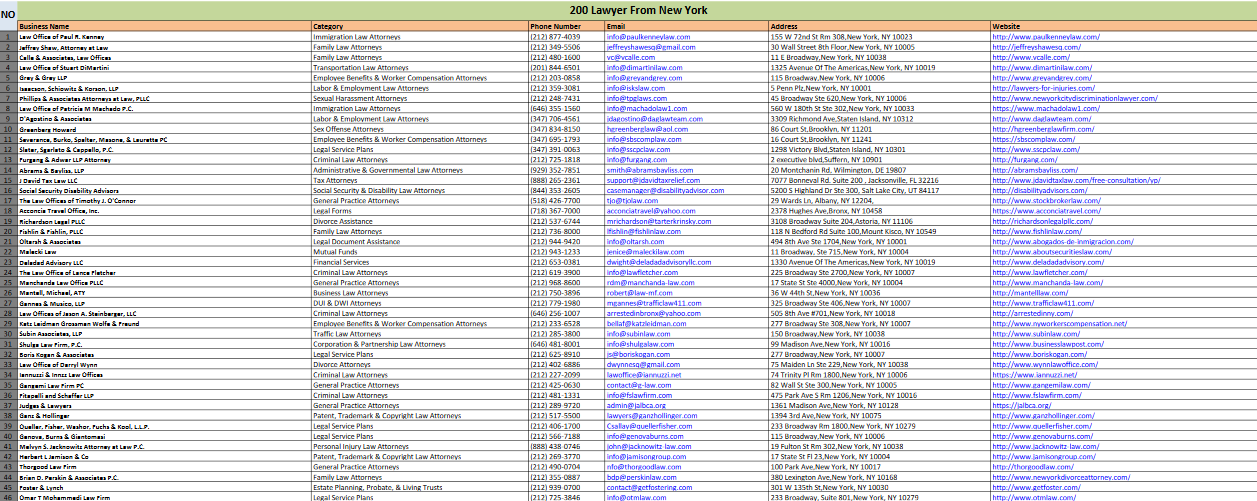 200 Lawyer From New York
NO Business Name Category Phone Number Email Address Website
1 Law Office of Paul R. Kenney Immigration Law Attorneys (212) 877-4039 info@paulkenneylaw.com 155 W 72nd St Rm 308,New York, NY 10023 http://www.paulkenneylaw.com/
2 Jeffrey Shaw, Attorney at Law Family Law Attorneys (212) 349-5506 jeffreyshawesq@gmail.com 30 Wall Street 8th Floor,New York, NY 10005 http://jeffreyshawesq.com/
3 Calle & Associates, Law Offices Family Law Attorneys (212) 480-1600 vc@vcalle.com 11 E Broadway,New York, NY 10038 http://www.vcalle.com/
4 Law Office of Stuart DiMartini Transportation Law Attorneys (201) 844-6501 info@dimartinilaw.com 1325 Avenue Of The Americas,New York, NY 10019 http://www.dimartinilaw.com/
5 Grey & Grey LLP Employee Benefits & Worker Compensation Attorneys (212) 203-0858 info@greyandgrey.com 115 Broadway,New York, NY 10006 http://www.greyandgrey.com/
6 Isaacson, Schiowitz & Korson, LLP Labor & Employment Law Attorneys (212) 359-3081 info@iskslaw.com 5 Penn Plz,New York, NY 10001 http://lawyers-for-injuries.com/
7 Phillips & Associates Attorneys at Law, PLLC Sexual Harassment Attorneys (212) 248-7431 info@tpglaws.com 45 Broadway Ste 620,New York, NY 10006 http://www.newyorkcitydiscriminationlawyer.com/
8 Law Office of Patricia M Machado P.C. Immigration Law Attorneys (646) 355 1560 info@machadolaw1.com 560 W 180th St Ste 302,New York, NY 10033 https://www.machadolaw1.com/
9 D'Agostino & Associates Labor & Employment Law Attorneys (347) 706-4561 jdagostino@daglawteam.com 3309 Richmond Ave,Staten Island, NY 10312 http://www.daglawteam.com/
10 Greenberg Howard Sex Offense Attorneys (347) 834-8150 hgreenberglaw@aol.com 86 Court St,Brooklyn, NY 11201 http://hgreenberglawfirm.com/
11 Severance, Burko, Spalter, Masone, & Lauretta PC Employee Benefits & Worker Compensation Attorneys (347) 695-1793 info@sbscomplaw.com 16 Court St,Brooklyn, NY 11241 https://sbscomplaw.com/
12 Slater, Sgarlato & Cappello, P.C. Legal Service Plans (347) 391 0063 info@sscpclaw.com 1298 Victory Blvd,Staten Island, NY 10301 http://www.sscpclaw.com/
13 Furgang & Adwar LLP Attorney Criminal Law Attorneys (212) 725-1818 info@furgang.com 2 executive blvd,Suffern, NY 10901 http://furgang.com/
14 Abrams & Bayliss, LLP Administrative & Governmental Law Attorneys (929) 352-7851 smith@abramsbayliss.com 20 Montchanin Rd, Wilmington, DE 19807 http://abramsbayliss.com/
15 J David Tax Law LLC Tax Attorneys (888) 265-2361 support@jdavidtaxrelief.com 7077 Bonneval Rd. Suite 200 , Jacksonville, FL 32216 http://www.jdavidtaxlaw.com/free-consultation/yp/
16 Social Security Disability Advisors Social Security & Disability Law Attorneys (844) 353-2605 casemanager@disabilityadvisor.com 5200 S Highland Dr Ste 300, Salt Lake City, UT 84117 http://disabilityadvisors.com/
17 The Law Offices of Timothy J. O'Connor General Practice Attorneys (518) 426-7700 tjo@tjolaw.com 29 Wards Ln, Albany, NY 12204, http://www.stockbrokerlaw.com/
18 Acconcia Travel Office, Inc. Legal Forms (718) 367-7000 acconciatravel@yahoo.com 2378 Hughes Ave,Bronx, NY 10458 https://www.acconciatravel.com/
19 Richardson Legal PLLC Divorce Assistance (212) 537-6744 mrichardson@tarterkrinsky.com 3108 Broadway Suite 204,Astoria, NY 11106 http://richardsonlegalpllc.com/
20 Fishlin & Fishlin, PLLC Family Law Attorneys (212) 736-8000 lfishlin@fishlinlaw.com 118 N Bedford Rd Suite 100,Mount Kisco, NY 10549 http://www.fishlinlaw.com/
21 Oltarsh & Associates Legal Document Assistance (212) 944-9420 info@oltarsh.com 494 8th Ave Ste 1704,New York, NY 10001 http://www.abogados-de-inmigracion.com/
22 Malecki Law Mutual Funds (212) 943-1233 jenice@maleckilaw.com 11 Broadway, Ste 715,New York, NY 10004 http://www.aboutsecuritieslaw.com/
23 Deladad Advisory LLC Financial Services (212) 653-0381 dwight@deladadadvisoryllc.com 1330 Avenue Of The Americas,New York, NY 10019 http://www.deladadadvisory.com/
24 The Law Office of Lance Fletcher Criminal Law Attorneys (212) 619 3900 info@lawfletcher.com 225 Broadway Ste 2700,New York, NY 10007 http://www.lawfletcher.com/
25 Manchanda Law Office PLLC Criminal Law Attorneys (212) 968-8600 rdm@manchanda-law.com 17 State St Ste 4000,New York, NY 10004 http://www.manchanda-law.com/
26 Mantell, Michael, ATY Business Law Attorneys (212) 750-3896 robert@law-mf.com 36 W 44th St,New York, NY 10036 http://mantelllaw.com/
27 Gannes & Musico, LLP DUI & DWI Attorneys (212) 779-1980 mgannes@trafficlaw411.com 325 Broadway Ste 406,New York, NY 10007 http://www.trafficlaw411.com/
28 Law Offices of Jason A. Steinberger, LLC Criminal Law Attorneys (646) 256-1007 arrestedinbronx@yahoo.com 505 8th Ave #701,New York, NY 10018 http://arrestedinny.com/
29 Katz Leidman Grossman Wolfe & Freund Employee Benefits & Worker Compensation Attorneys (212) 233-6528 bellaf@katzleidman.com 277 Broadway Ste 308,New York, NY 10007 http://www.nyworkerscompensation.net/
30 Subin Associates, LLP Traffic Law Attorneys (212) 285-3800 info@subinlaw.com 150 Broadway,New York, NY 10038 http://www.subinlaw.com/
31 Shulga Law Firm, P.C. Corporation & Partnership Law Attorneys (646) 481-8001 info@shulgalaw.com 99 Madison Ave,New York, NY 10016 http://www.businesslawpost.com/
32 Boris Kogan & Associates Legal Service Plans (212) 625-8910 js@boriskogan.com 277 Broadway,New York, NY 10007 http://www.boriskogan.com/
33 Law Office of Darryl Wynn Divorce Attorneys (212) 402 6886 dwynnesq@gmail.com 75 Maiden Ln Ste 229,New York, NY 10038 http://www.wynnlawoffice.com/
34 Iannuzzi & Innzz Law Offices Criminal Law Attorneys (212) 227-2099 lawoffice@iannuzzi.net 74 Trinity Pl Rm 1800,New York, NY 10006 https://www.iannuzzi.net/
35 Gangemi Law Firm PC General Practice Attorneys (212) 425-0630 contact@g-law.com 82 Wall St Ste 300,New York, NY 10005 http://www.gangemilaw.com/
36 Fitapelli and Schaffer LLP Criminal Law Attorneys (212) 481-1331 info@fslawfirm.com 475 Park Ave S Rm 1206,New York, NY 10016 http://www.fslawfirm.com/
37 Judges & Lawyers General Practice Attorneys (212) 289-9720 admin@jalbca.org 1361 Madison Ave,New York, NY 10128 https://jalbca.org/
38 Ganz & Hollinger Patent, Trademark & Copyright Law Attorneys (212) 517-5500 lawyers@ganzhollinger.com 1394 3rd Ave,New York, NY 10075 http://www.ganzhollinger.com/
39 Queller, Fisher, Washor, Fuchs & Kool, L.L.P. Legal Service Plans (212) 406-1700 Csallay@quellerfisher.com 233 Broadway Rm 1800,New York, NY 10279 http://www.quellerfisher.com/
40 Genova, Burns & Giantomasi Legal Service Plans (212) 566-7188 info@genovaburns.com 115 Broadway,New York, NY 10006 http://www.genovaburns.com/
41 Melvyn S. Jacknowitz Attorney at Law P.C. Personal Injury Law Attorneys (888) 438 0746 john@jacknowitz-law.com 19 Fulton St Rm 302,New York, NY 10038 http://www.jacknowitz-law.com/
42 Herbert L Jamison & Co Patent, Trademark & Copyright Law Attorneys (212) 269-3770 info@jamisongroup.com 17 State St Fl 23,New York, NY 10004 http://www.jamisongroup.com/
43 Thorgood Law Firm General Practice Attorneys (212) 490-0704 nfo@thorgoodlaw.com 100 Park Ave,New York, NY 10017 http://thorgoodlaw.com/
44 Brian D. Perskin & Associates P.C. Family Law Attorneys (212) 355-0887 bdp@perskinlaw.com 380 Lexington Ave,New York, NY 10168 http://www.newyorkdivorceattorney.com/
45 Foster & Lynch Estate Planning, Probate, & Living Trusts (212) 939-0700 contact@getfostering.com 301 W 135th St,New York, NY 10030 http://www.getfoster.com/
46 Omar T Mohammedi Law Firm Legal Service Plans (212) 725-3846 info@otmlaw.com 233 Broadway, Suite 801,New York, NY 10279 http://www.otmlaw.com/